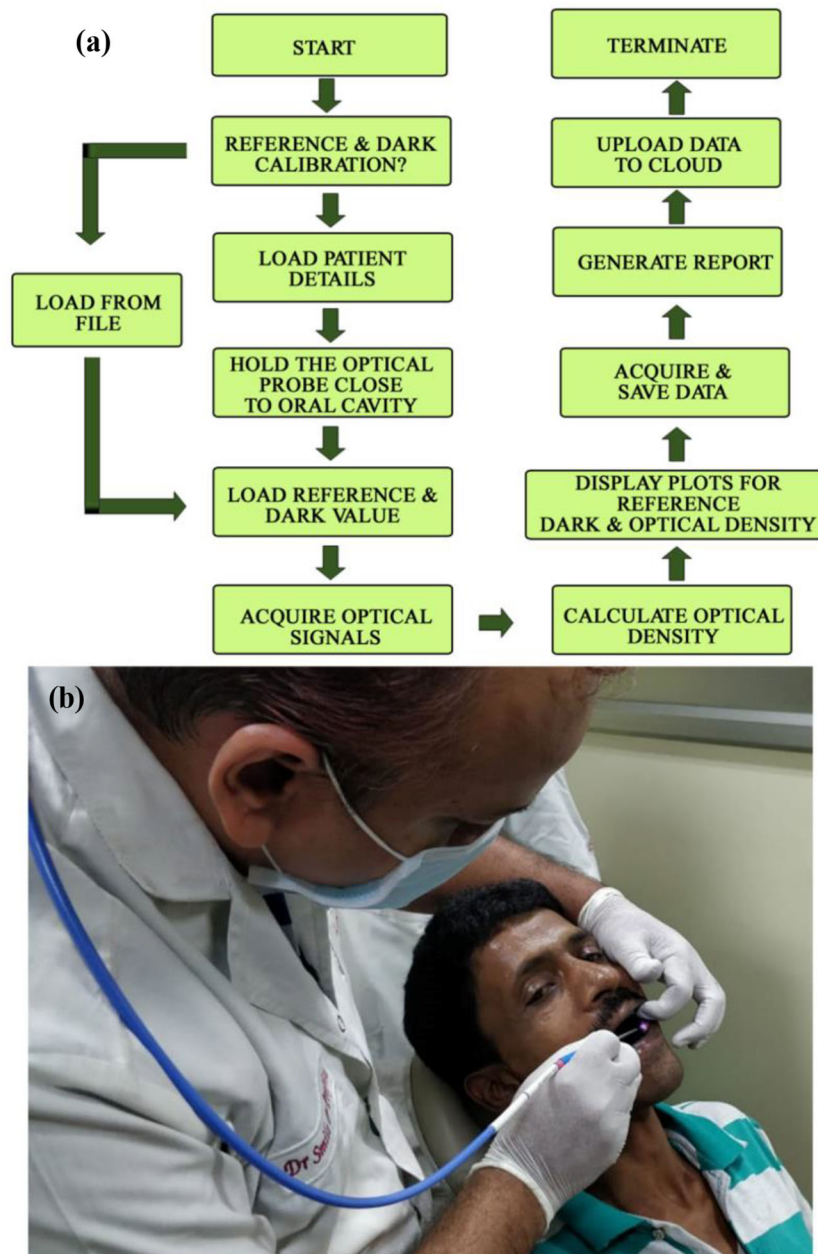 (a)
START
REFERENCE & DARK
CALIBRATION?
LOAD FROM
FILE
LOAD PATIENT
DETAILS
HOLD THE OPTICAL
PROBE CLOSE
TO ORAL CAVITY
LOAD REFERENCE &
DARK VALUE
ACQUIRE OPTICAL
SIGNALS
CALCULATE OPTICAL
DENSITY
DISPLAY PLOTS FOR
REFERENCE
DARK & OPTICAL DENSITY
ACQUIRE &
SAVE DATA
GENERATE REPORT
UPLOAD DATA
TO CLOUD
TERMINATE
(b)
Dr